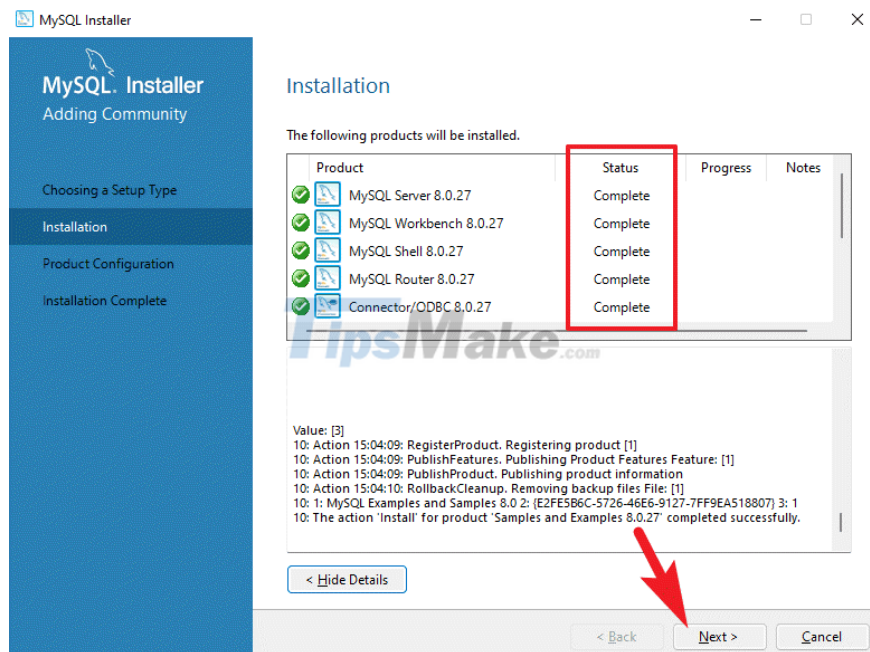 MySQL Installer
MySQL. Installer
Adding Community
Choosing a Setup Type
Installation
Product Configuration
Installation Complete
Installation
The following products will be installed.
Product Status Progress Notes
MySQL Server 8.0.27 Complete
MySQL Workbench 8.0.27 Complete
MySQL Shell 8.0.27 Complete
MySQL Router 8.0.27 Complete
Connector/ODBC 8.0.27 Complete
TipsMake.com
Value: [3]
10: Action 15:04:09: RegisterProduct. Registering product [1]
10: Action 15:04:09: PublishFeatures. Publishing Product Features Feature: [1]
10: Action 15:04:09: PublishProduct. Publishing product information
10: Action 15:04:10: RollbackCleanup. Removing backup files File: [1]
10: 1: MySQL Examples and Samples 8.0 2: {E2FE5B6C-5726-46E6-9127-7FF9EA518807} 3: 1
10: The action 'Install' for product 'Samples and Examples 8.0.27' completed successfully.
< Hide Details
< Back Next > Cancel